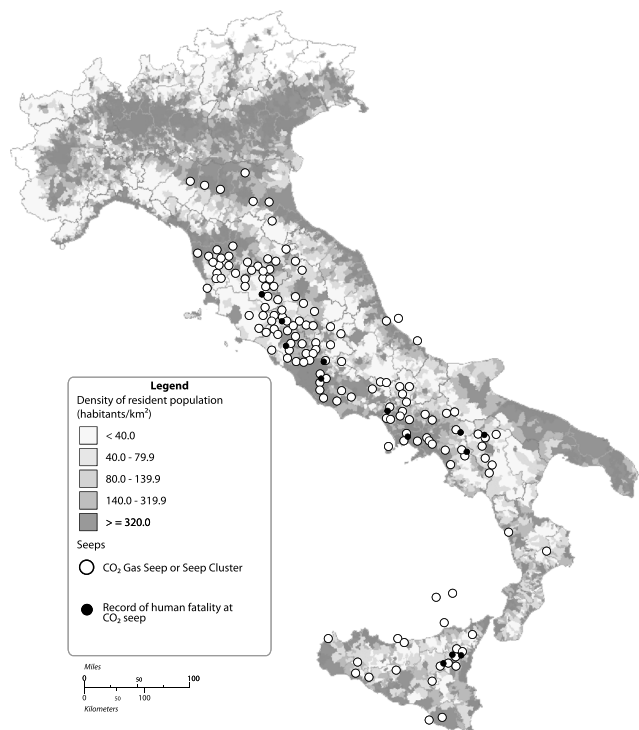 Legend
Density of resident population
(habitants/km²)
< 40.0
40.0 - 79.9
80.0 - 139.9
140.0 - 319.9
> = 320.0
Seeps
CO₂ Gas Seep or Seep Cluster
Record of human fatality at
CO₂ seep
Miles
0 50 100
0 50 100
Kilometers